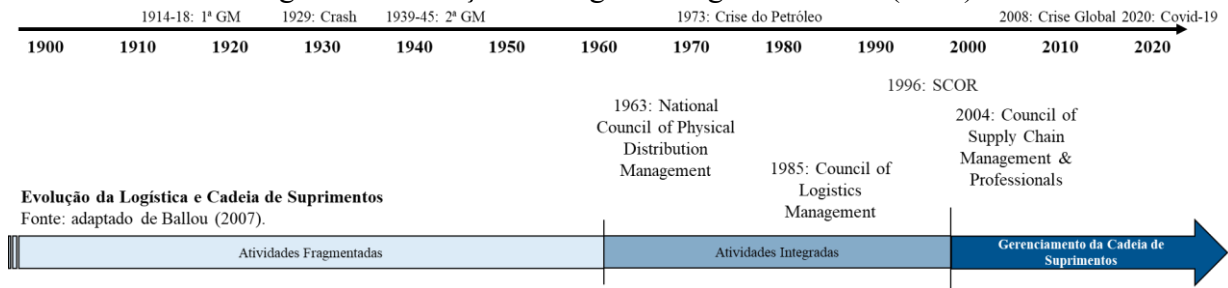 1914-18: 1ª GM 1929: Crash 1939-45: 2ª GM 1973: Crise do Petróleo 2008: Crise Global 2020: Covid-19
1900 1910 1920 1930 1940 1950 1960 1970 1980 1990 2000 2010 2020
1996: SCOR
1963: National
Council of Physical
Distribution
Management
1985: Council of
Logistics
Management
2004: Council of
Supply Chain
Management &
Professionals
Evolução da Logística e Cadeia de Suprimentos
Fonte: adaptado de Ballou (2007).
Atividades Fragmentadas
Atividades Integradas
Gerenciamento da Cadeia de
Suprimentos